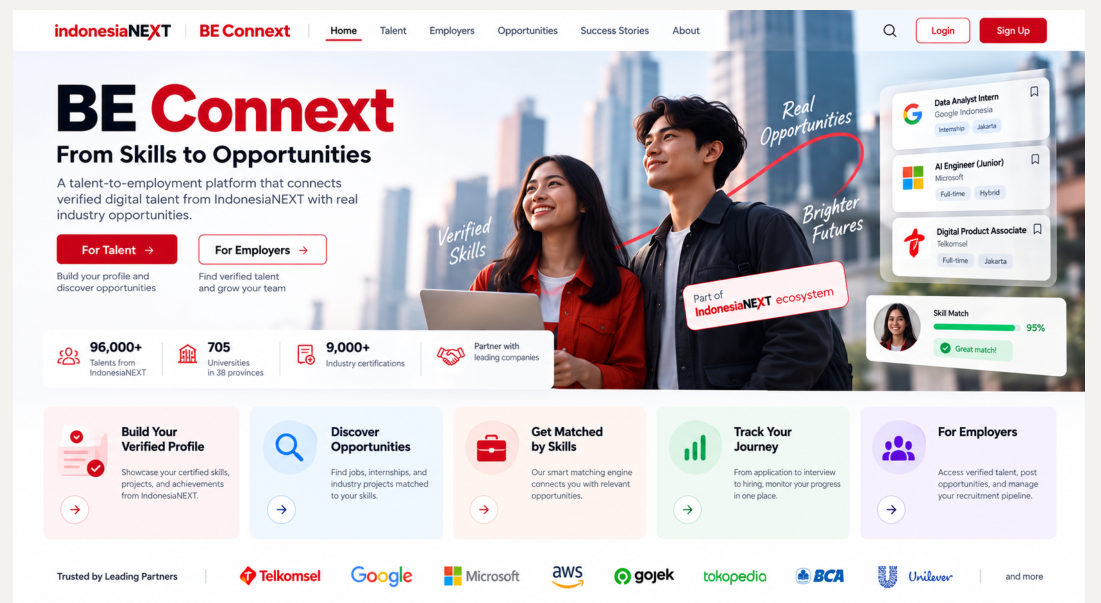 indonesiaNEXT
BE Connext
Home
Talent
Employers
Opportunities
Success Stories
About
Login
Sign Up
BE Connext
From Skills to Opportunities
A talent-to-employment platform that connects
verified digital talent from IndonesiaNEXT with real
industry opportunities.
For Talent →
For Employers →
Build your profile and
discover opportunities
Find verified talent
and grow your team
Verified
Skills
Real
Opportunities
Brighter
Futures
Part of
IndonesiaNEXT ecosystem
Data Analyst Intern
Google Indonesia
Internship
Jakarta
AI Engineer (Junior)
Microsoft
Full-time
Hybrid
Digital Product Associate
Telkomsel
Full-time
Jakarta
Skill Match
95%
Great match!
96,000+
Talents from
IndonesiaNEXT
705
Universities
in 38 provinces
9,000+
Industry certifications
Partner with
leading companies
Build Your
Verified Profile
Showcase your certified skills,
projects, and achievements
from IndonesiaNEXT.
Discover
Opportunities
Find jobs, internships, and
industry projects matched
to your skills.
Get Matched
by Skills
Our smart matching engine
connects you with relevant
opportunities.
Track Your
Journey
From application to interview
to hiring, monitor your progress
in one place.
For Employers
Access verified talent, post
opportunities, and manage
your recruitment pipeline.
Trusted by Leading Partners
Telkomsel
Google
Microsoft
aws
gojek
tokopedia
BCA
Unilever
and more